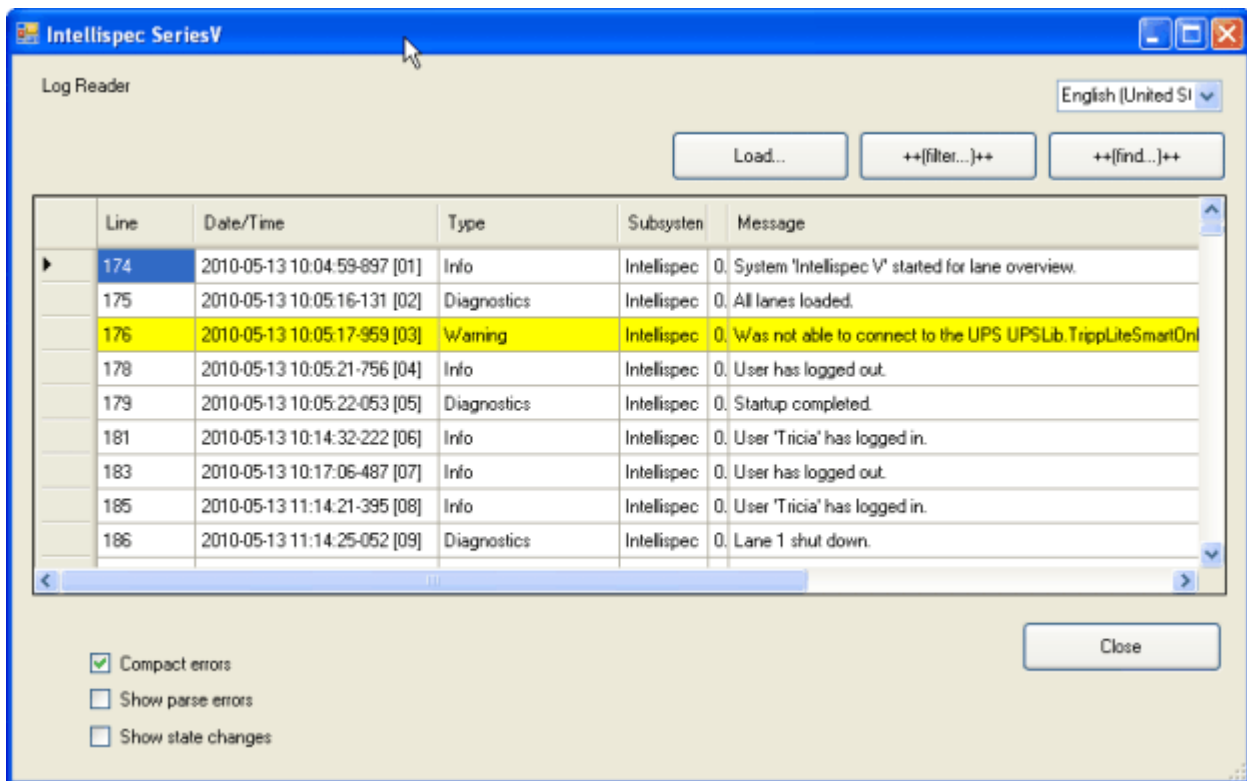 Intellispec SeriesV
Log Reader
English (United St
Load... ++(filter...)++ ++(find...)++
Line Date/Time Type Subsysten Message
174 2010-05-13 10:04:59-897 [01] Info Intellispec 0. System 'Intellispec V' started for lane overview.
175 2010-05-13 10:05:16-131 [02] Diagnostics Intellispec 0. All lanes loaded.
176 2010-05-13 10:05:17-959 [03] Warning Intellispec 0. Was not able to connect to the UPS UPSLib.TrippLiteSmartOnl
178 2010-05-13 10:05:21-756 [04] Info Intellispec 0. User has logged out.
179 2010-05-13 10:05:22-053 [05] Diagnostics Intellispec 0. Startup completed.
181 2010-05-13 10:14:32-222 [06] Info Intellispec 0. User 'Tricia' has logged in.
183 2010-05-13 10:17:06-487 [07] Info Intellispec 0. User has logged out.
185 2010-05-13 11:14:21-395 [08] Info Intellispec 0. User 'Tricia' has logged in.
186 2010-05-13 11:14:25-052 [09] Diagnostics Intellispec 0. Lane 1 shut down.
Close
Compact errors
Show parse errors
Show state changes